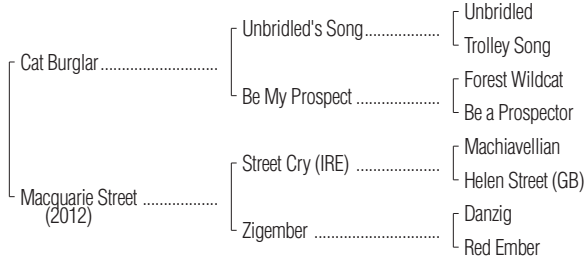 Unbridled
Unbridled's Song..................
Trolley Song
Cat Burglar...........................
Forest Wildcat
Be My Prospect ...................
Be a Prospector
Machiavellian
Street Cry (IRE) ...................
Helen Street (GB)
Macquarie Street .................
(2012)
Danzig
Zigember ............................
Red Ember